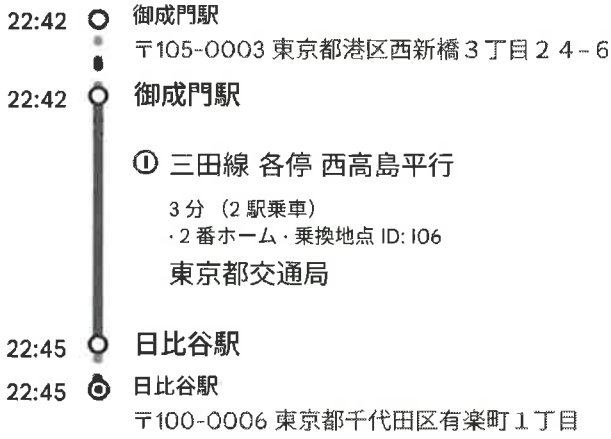 22:42 御成門駅
〒105-0003 東京都港区西新橋3丁目24-6
22:42 御成門駅
I 三田線 各停 西高島平行
3分 (2駅乗車)
・2番ホーム・乗換地点 ID: I06
東京都交通局
22:45 日比谷駅
22:45 日比谷駅
〒100-0006 東京都千代田区有楽町1丁目